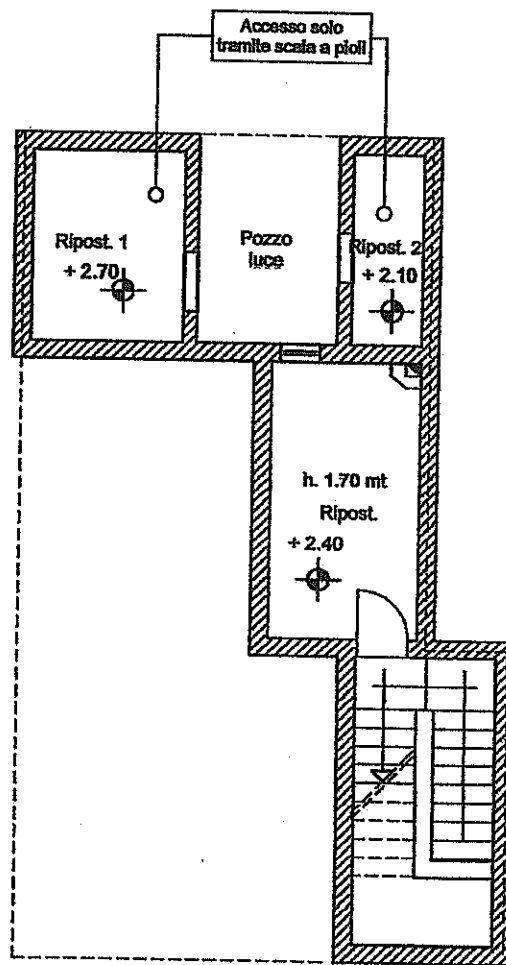 Accesso solo
tramite scala a pioli
Ripost. 1
+ 2.70
Pozzo
luce
Ripost. 2
+ 2.10
h. 1.70 mt
Ripost.
+ 2.40